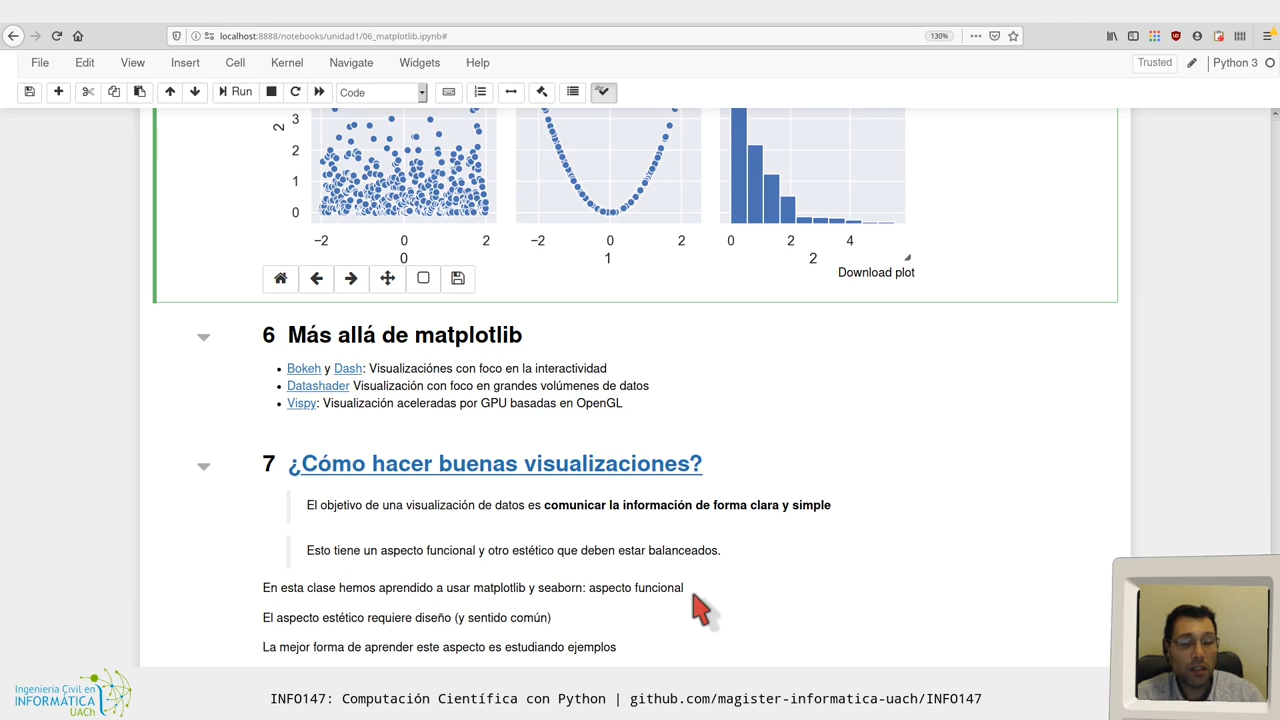 localhost:8888/notebooks/unidad1/06_matplotlib.ipynb#
130%
File Edit View Insert Cell Kernel Navigate Widgets Help
Trusted Python 3
Run Code
3
2
2
1
0
−2 0 2 −2 0 2 0 2 4
0 1 2
Download plot
6 Más allá de matplotlib
• Bokeh y Dash: Visualizaciónes con foco en la interactividad
• Datashader Visualización con foco en grandes volúmenes de datos
• Vispy: Visualización aceleradas por GPU basadas en OpenGL
7 ¿Cómo hacer buenas visualizaciones?
El objetivo de una visualización de datos es comunicar la información de forma clara y simple
Esto tiene un aspecto funcional y otro estético que deben estar balanceados.
En esta clase hemos aprendido a usar matplotlib y seaborn: aspecto funcional
El aspecto estético requiere diseño (y sentido común)
La mejor forma de aprender este aspecto es estudiando ejemplos
Ingeniería Civil en
INFORMÁTICA
UACh
INFO147: Computación Científica con Python | github.com/magister-informatica-uach/INFO147